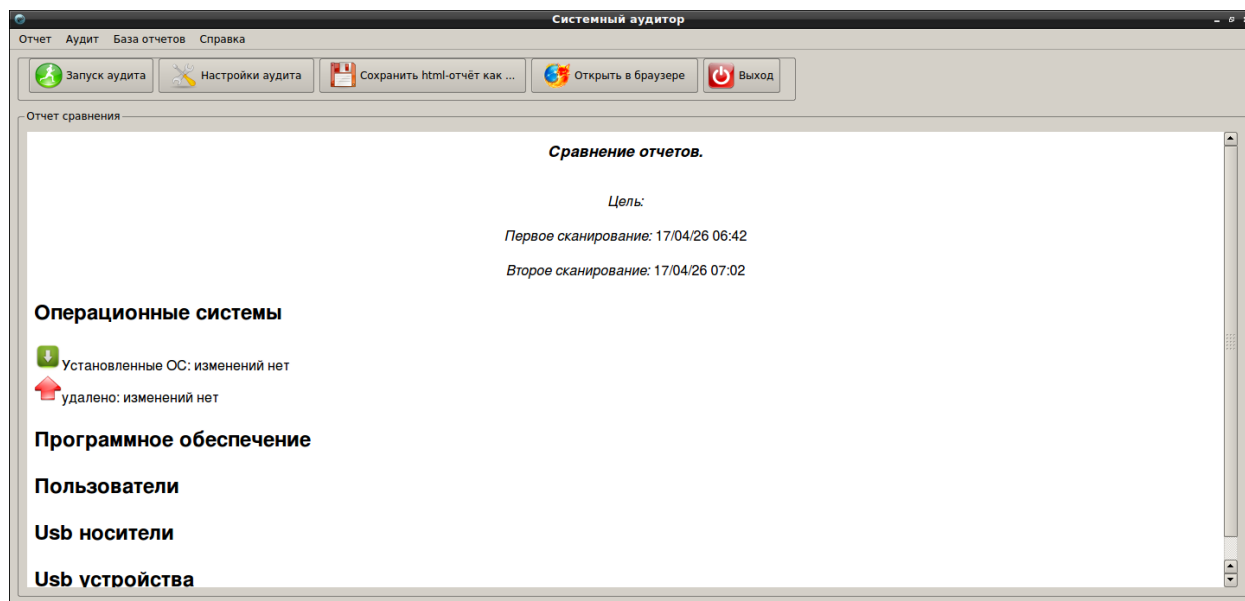 Системный аудитор
Отчет Аудит База отчетов Справка
Запуск аудита Настройки аудита Сохранить html-отчёт как ... Открыть в браузере Выход
Отчет сравнения
Сравнение отчетов.
Цель:
Первое сканирование: 17/04/26 06:42
Второе сканирование: 17/04/26 07:02
Операционные системы
Установленные ОС: изменений нет
удалено: изменений нет
Программное обеспечение
Пользователи
Usb носители
Usb устройства